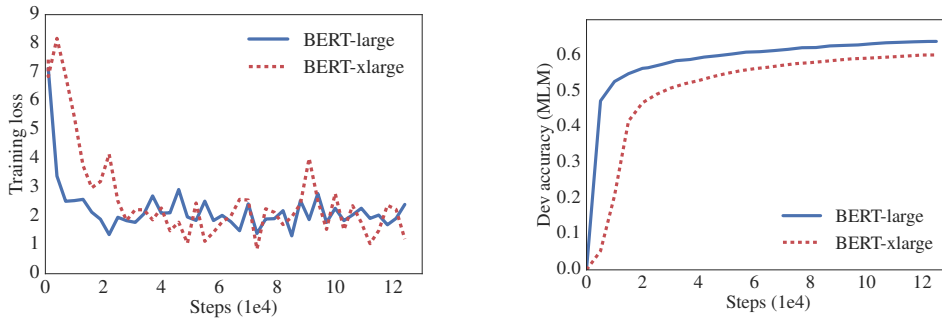 9
8
7
6
5
4
3
2
1
0
Training loss
BERT-large
BERT-xlarge
0 2 4 6 8 10 12
Steps (1e4)
0.6
0.5
0.4
0.3
0.2
0.1
0.0
Dev accuracy (MLM)
BERT-large
BERT-xlarge
0 2 4 6 8 10 12
Steps (1e4)